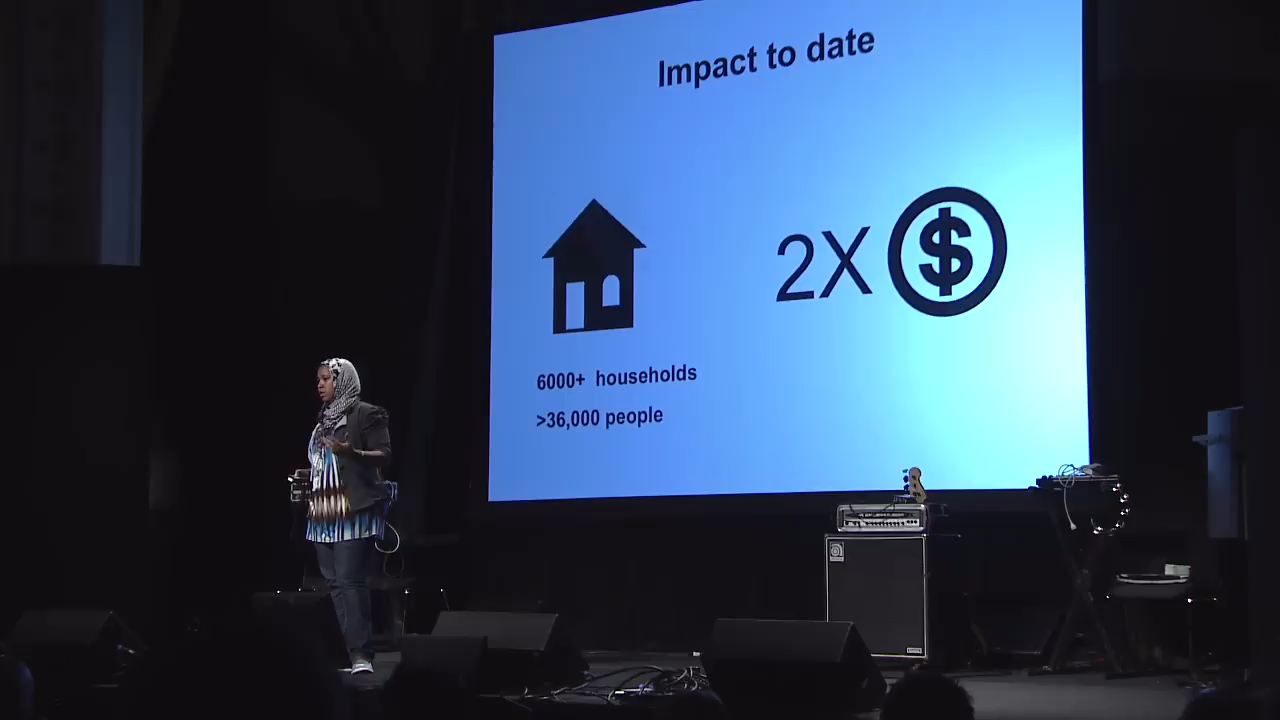 Impact to date
2X $
6000+ households
>36,000 people